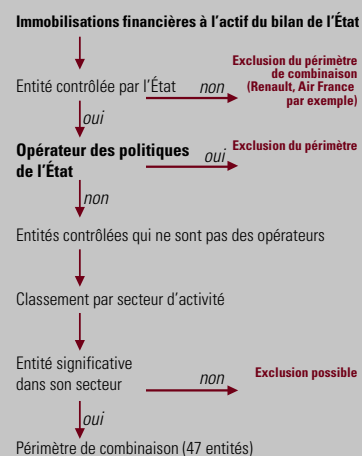 Immobilisations financières à l'actif du bilan de l'État
Entité contrôlée par l'État
non
Exclusion du périmètre
de combinaison
(Renault, Air France
par exemple)
oui
Opérateur des politiques
de l'État
oui
Exclusion du périmètre
non
Entités contrôlées qui ne sont pas des opérateurs
Classement par secteur d'activité
Entité significative
dans son secteur
non
Exclusion possible
oui
Périmètre de combinaison (47 entités)